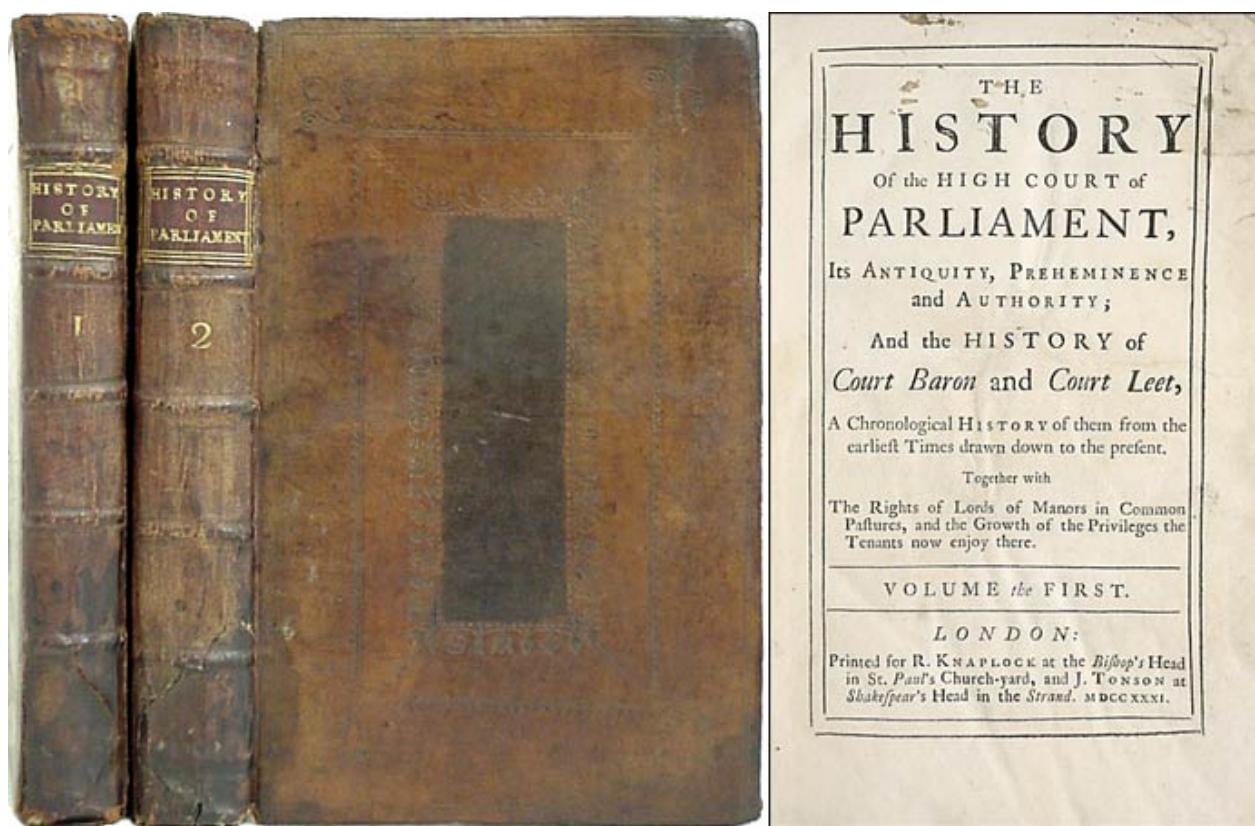 HISTORY
OF
PARLIAMEN
1
HISTORY
OF
PARLIAMENT
2
THE
HISTORY
Of the HIGH COURT of
PARLIAMENT,
Its ANTIQUITY, PREHEMINENCE
and AUTHORITY;
And the HISTORY of
Court Baron and Court Leet,
A Chronological HISTORY of them from the
earlieſt Times drawn down to the preſent.
Together with
The Rights of Lords of Manors in Common
Paſtures, and the Growth of the Privileges the
Tenants now enjoy there.
VOLUME the FIRST.
LONDON:
Printed for R. KNAPLOCK at the Biſhop's Head
in St. Paul's Church-yard, and J. TONSON at
Shakeſpear's Head in the Strand. MDCCXXXI.